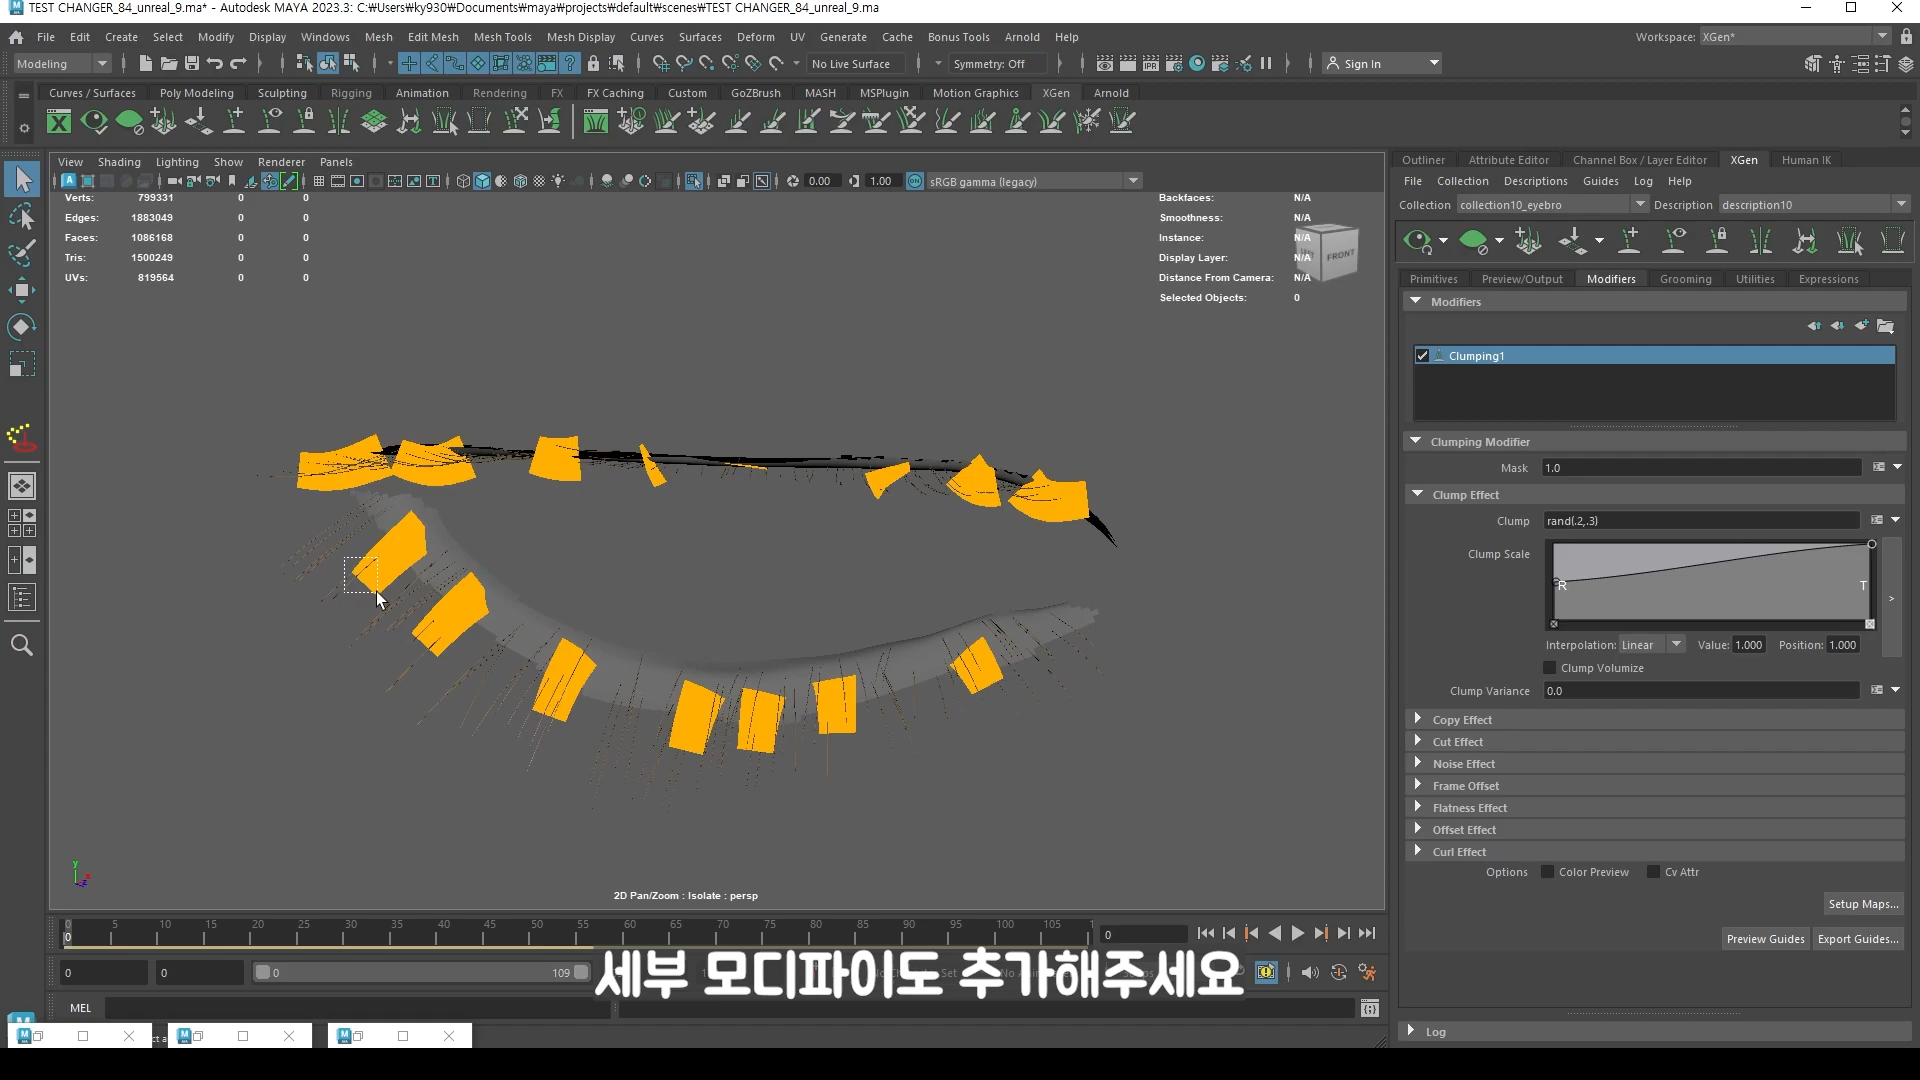 TEST CHANGER_84_unreal_9.ma* - Autodesk MAYA 2023.3: C:₩Users₩ky930₩Documents₩maya₩projects₩default₩scenes₩TEST CHANGER_84_unreal_9.ma
File Edit Create Select Modify Display Windows Mesh Edit Mesh Mesh Tools Mesh Display Curves Surfaces Deform UV Generate Cache Bonus Tools Arnold Help
Workspace: XGen*
Modeling
No Live Surface
Symmetry: Off
Sign In
Curves / Surfaces Poly Modeling Sculpting Rigging Animation Rendering FX FX Caching Custom GoZBrush MASH MSPlugin Motion Graphics XGen Arnold
View Shading Lighting Show Renderer Panels
0.00 1.00 sRGB gamma (legacy)
Verts: 799331 0 0
Edges: 1883049 0 0
Faces: 1086168 0 0
Tris: 1500249 0 0
UVs: 819564 0 0
Backfaces: N/A
Smoothness: N/A
Instance: N/A
Display Layer: N/A
Distance From Camera: N/A
Selected Objects: 0
FRONT
2D Pan/Zoom : Isolate : persp
Outliner Attribute Editor Channel Box / Layer Editor XGen Human IK
File Collection Descriptions Guides Log Help
Collection collection10_eyebro Description description10
Primitives Preview/Output Modifiers Grooming Utilities Expressions
Modifiers
Clumping1
Clumping Modifier
Mask 1.0
Clump Effect
Clump rand(.2,.3)
Clump Scale
R T
Interpolation: Linear Value: 1.000 Position: 1.000
Clump Volumize
Clump Variance 0.0
Copy Effect
Cut Effect
Noise Effect
Frame Offset
Flatness Effect
Offset Effect
Curl Effect
Options Color Preview Cv Attr
Setup Maps...
Preview Guides Export Guides...
Log
0 5 10 15 20 25 30 35 40 45 50 55 60 65 70 75 80 85 90 95 100 105
0
0
0 0 0 109
세부 모디파이도 추가해주세요
MEL